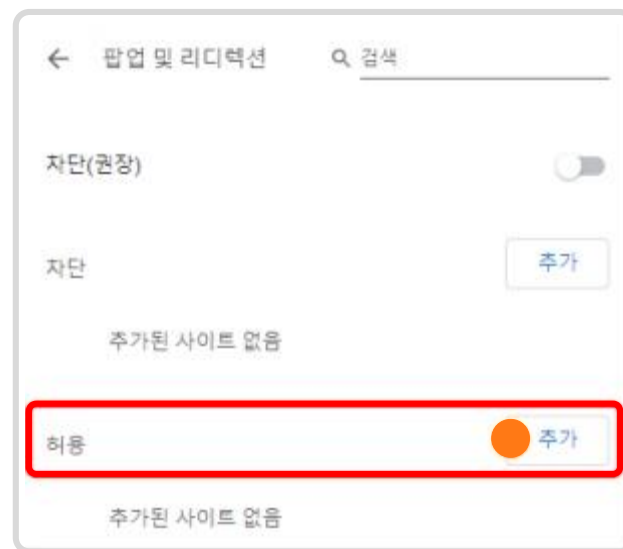 팝업 및 리디렉션 검색
차단(권장)
차단 추가
추가된 사이트 없음
허용 추가
추가된 사이트 없음